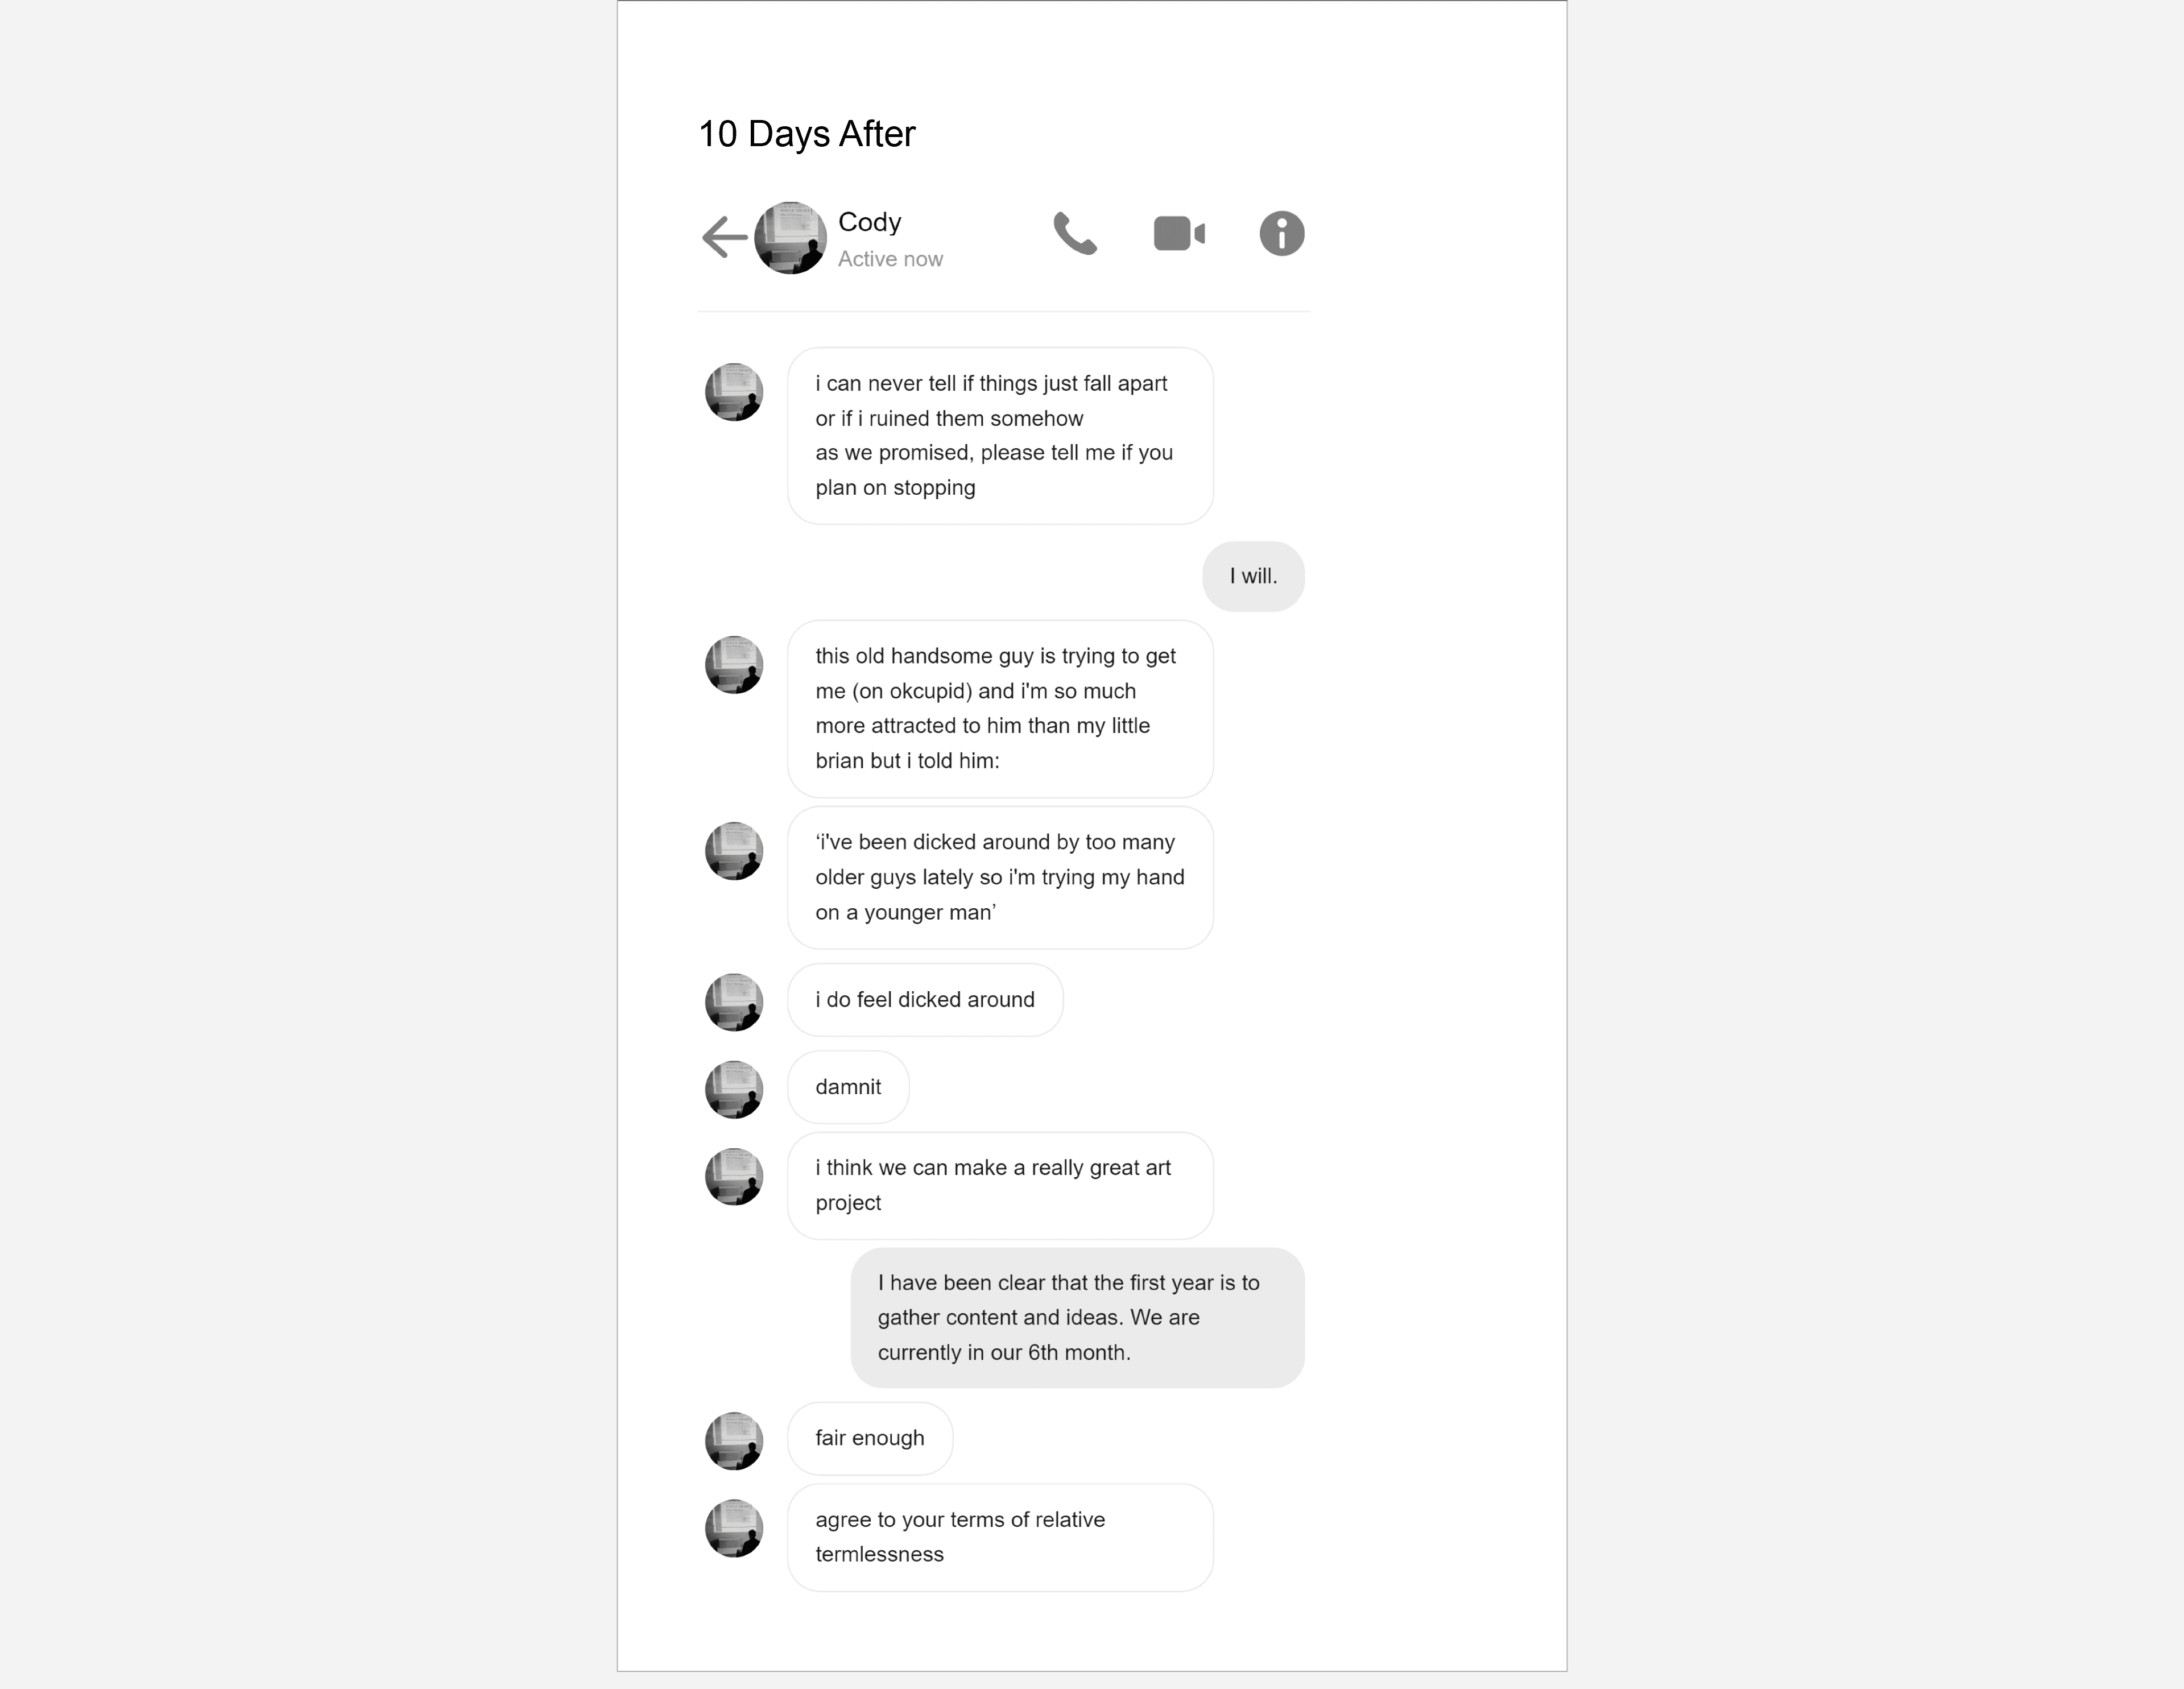 10 Days After
Cody
Active now
i can never tell if things just fall apart
or if i ruined them somehow
as we promised, please tell me if you
plan on stopping
I will.
this old handsome guy is trying to get
me (on okcupid) and i'm so much
more attracted to him than my little
brian but i told him:
‘i've been dicked around by too many
older guys lately so i'm trying my hand
on a younger man’
i do feel dicked around
damnit
i think we can make a really great art
project
I have been clear that the first year is to
gather content and ideas. We are
currently in our 6th month.
fair enough
agree to your terms of relative
termlessness